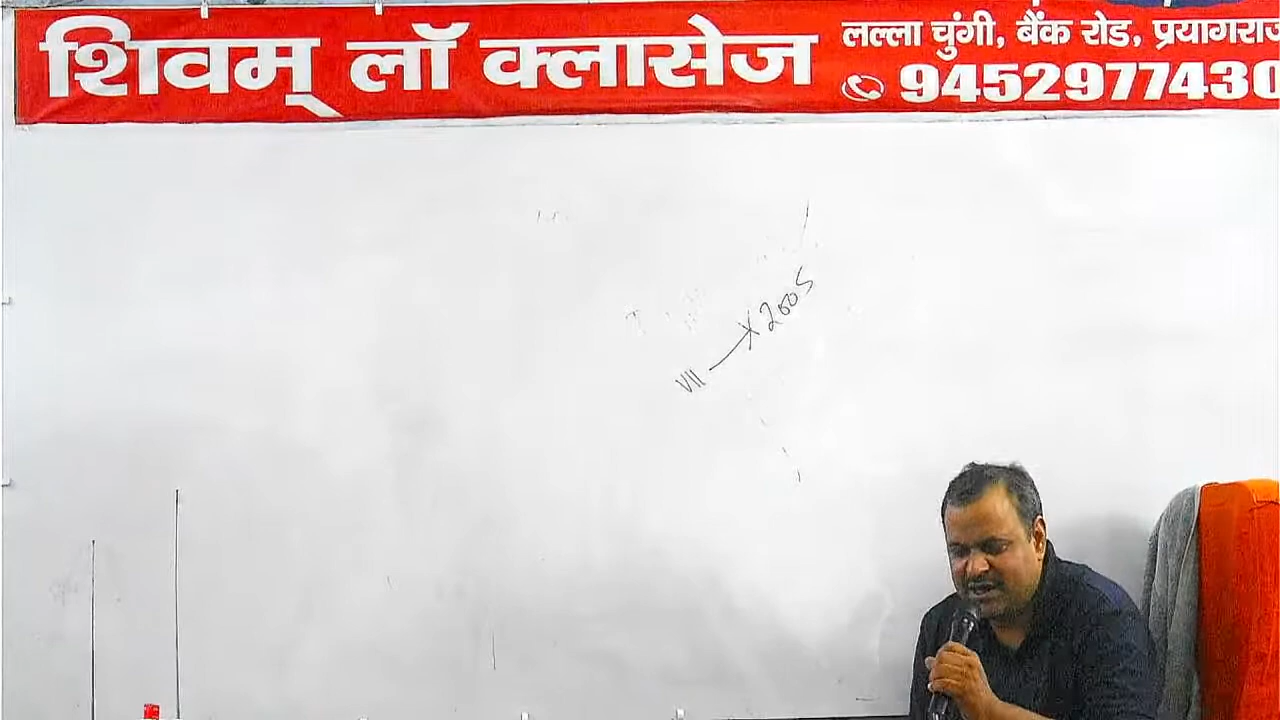 शिवम् लॉ क्लासेज
लल्ला चुंगी, बैंक रोड, प्रयागराज
9452977430
VII — X 2005